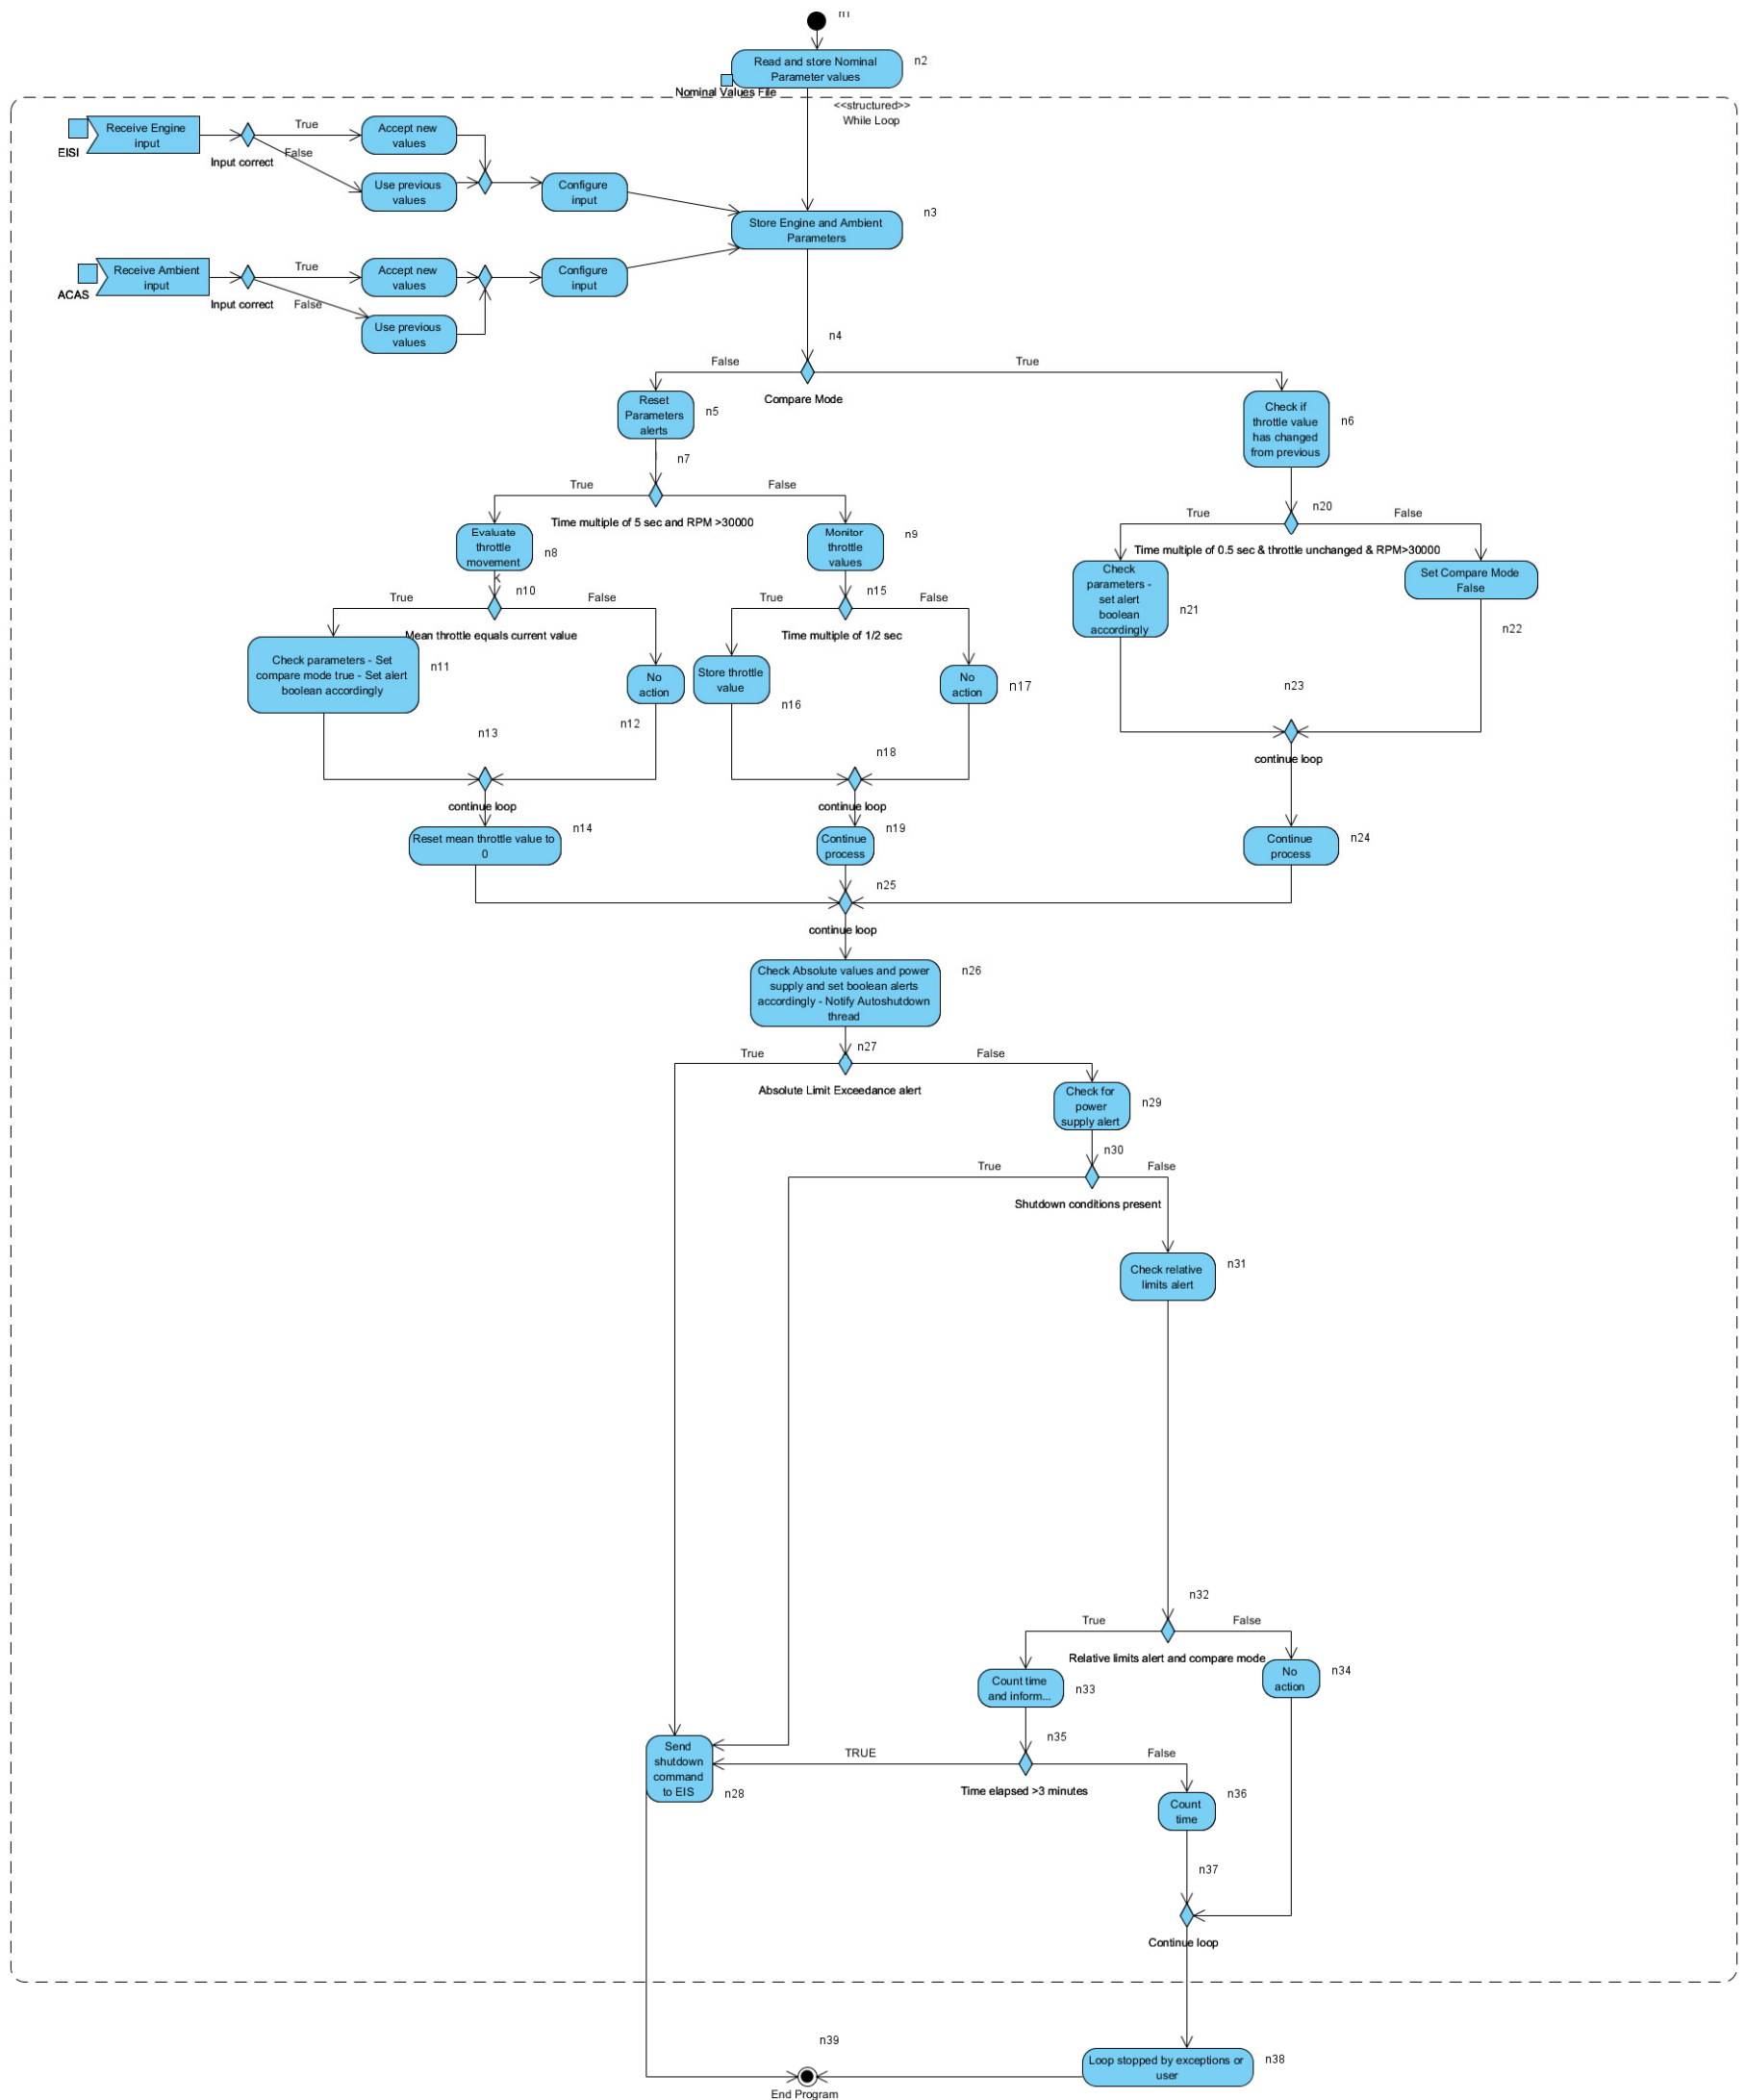 Read and store Nominal
Parameter values
n2
Nominal Values File
<<structured>>
While Loop
Receive Engine
input
EISI
Input correct
True
False
Accept new
values
Use previous
values
Configure
input
Store Engine and Ambient
Parameters
n3
Receive Ambient
input
ACAS
Input correct
True
False
Accept new
values
Use previous
values
Configure
input
n4
False
True
Compare Mode
Reset
Parameters
alerts
n5
Check if
throttle value
has changed
from previous
n6
n7
True
False
Time multiple of 5 sec and RPM >30000
Evaluate
throttle
movement
n8
Monitor
throttle
values
n9
n20
True
False
Time multiple of 0.5 sec & throttle unchanged & RPM>30000
Check
parameters -
set alert
boolean
accordingly
n21
Set Compare Mode
False
n22
n10
True
False
Mean throttle equals current value
n15
True
False
Time multiple of 1/2 sec
Check parameters - Set
compare mode true - Set alert
boolean accordingly
n11
No
action
n12
Store throttle
value
n16
No
action
n17
n13
continue loop
n18
continue loop
n23
continue loop
Reset mean throttle value to
0
n14
Continue
process
n19
Continue
process
n24
n25
continue loop
Check Absolute values and power
supply and set boolean alerts
accordingly - Notify Autoshutdown
thread
n26
n27
True
False
Absolute Limit Exceedance alert
Check for
power
supply alert
n29
n30
True
False
Shutdown conditions present
Check relative
limits alert
n31
n32
True
False
Relative limits alert and compare mode
Count time
and inform...
n33
No
action
n34
n35
TRUE
False
Time elapsed >3 minutes
Send
shutdown
command
to EIS
n28
Count
time
n36
n37
Continue loop
Loop stopped by exceptions or
user
n38
n39
End Program